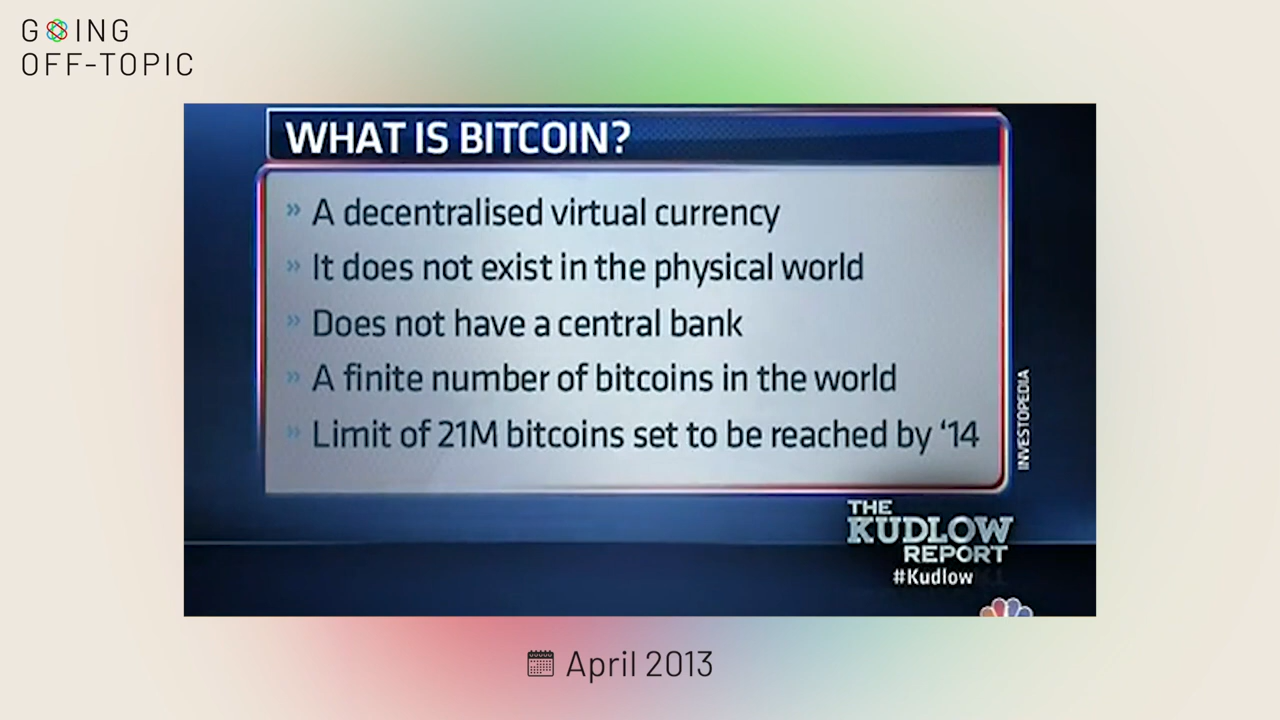 GOING
OFF-TOPIC
WHAT IS BITCOIN?
» A decentralised virtual currency
» It does not exist in the physical world
» Does not have a central bank
» A finite number of bitcoins in the world
» Limit of 21M bitcoins set to be reached by ‘14
INVESTOPEDIA
THE
KUDLOW
REPORT
#Kudlow
April 2013